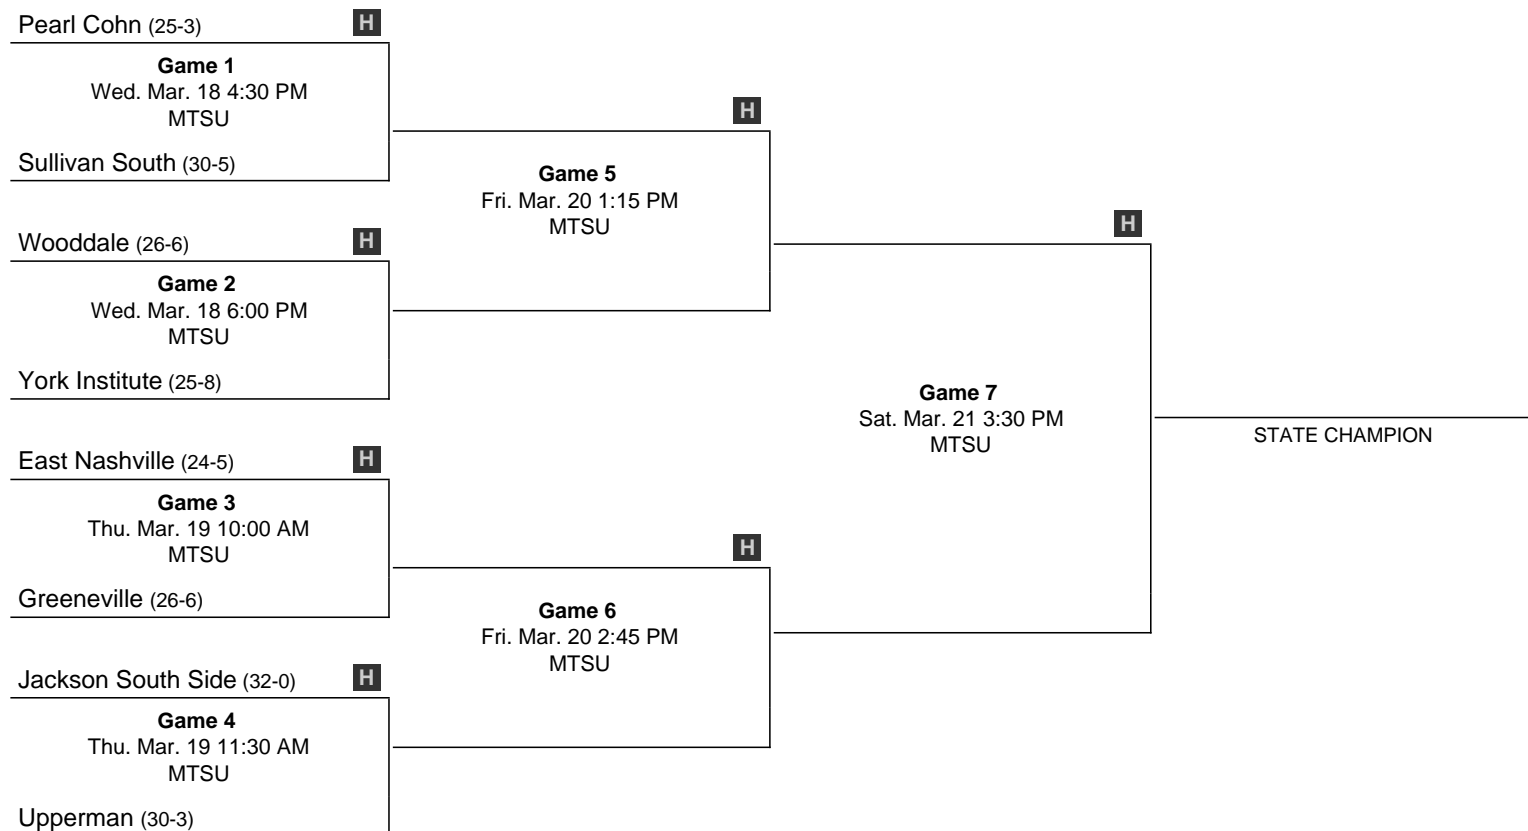 Pearl Cohn (25-3) H
Game 1
Wed. Mar. 18 4:30 PM
MTSU
Sullivan South (30-5)
H
Game 5
Fri. Mar. 20 1:15 PM
MTSU
Wooddale (26-6) H
Game 2
Wed. Mar. 18 6:00 PM
MTSU
York Institute (25-8)
H
Game 7
Sat. Mar. 21 3:30 PM
MTSU
STATE CHAMPION
East Nashville (24-5) H
Game 3
Thu. Mar. 19 10:00 AM
MTSU
Greeneville (26-6)
H
Game 6
Fri. Mar. 20 2:45 PM
MTSU
Jackson South Side (32-0) H
Game 4
Thu. Mar. 19 11:30 AM
MTSU
Upperman (30-3)